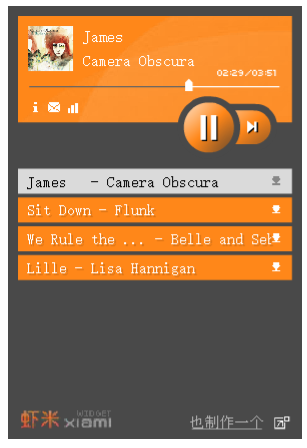 James
Camera Obscura
02:29/03:51
James - Camera Obscura
Sit Down - Flunk
We Rule the ... - Belle and Seb
Lille - Lisa Hannigan
虾米 WIDGET xiami
也制作一个